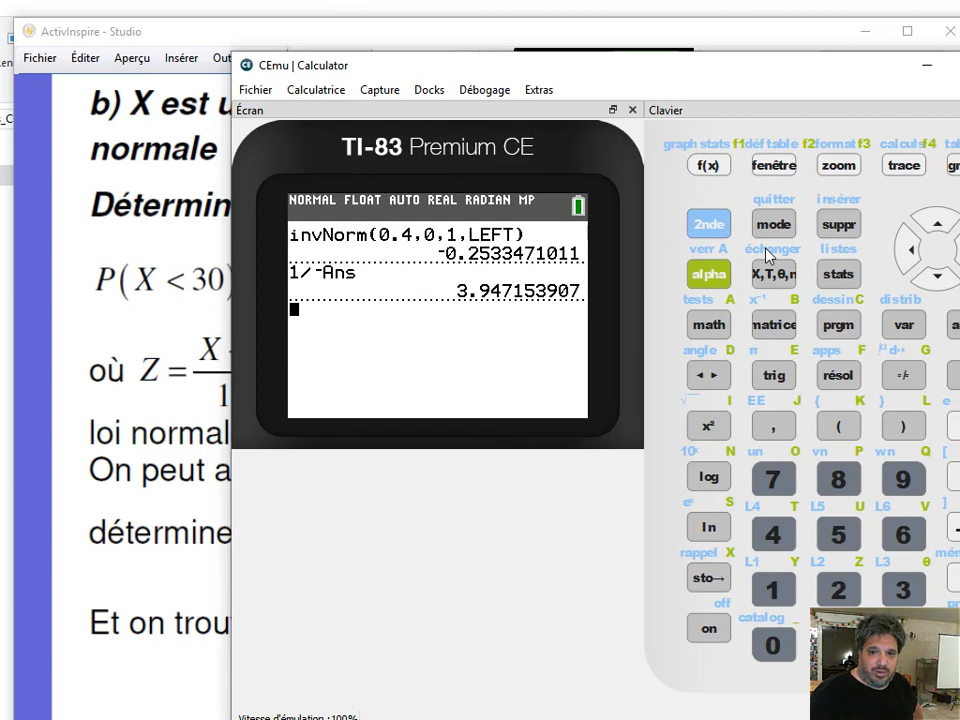 ActivInspire - Studio
Fichier Éditer Aperçu Insérer
CEmu | Calculator
Fichier Calculatrice Capture Docks Débogage Extras
Écran
Clavier
b) X est
normale
Détermin
P(X < 30)
où Z = X
1
loi normal
On peut a
détermine
Et on trou
TI-83 Premium CE
NORMAL FLOAT AUTO REAL RADIAN MP
invNorm(0.4,0,1,LEFT)
-0.2533471011
1/-Ans
3.947153907
graph stats f1 déf table f2 format f3 calculs f4
f(x) fenêtre zoom trace
quitter insérer
2nde mode suppr
verr A échanger listes
alpha X,T,θ,n stats
tests A x⁻¹ B dessin C distrib
math matrice prgm var
angle D π E apps F G
◄ ► trig résol
√ I EE J { K } L e
x² , ( )
10ˣ N un O vn P wn Q [
log 7 8 9
eˣ S L4 T L5 U L6 V ]
ln 4 5 6
rappel X L1 Y L2 Z L3 θ
sto→ 1 2 3
off catalog _
on 0
Vitesse d'émulation : 100%